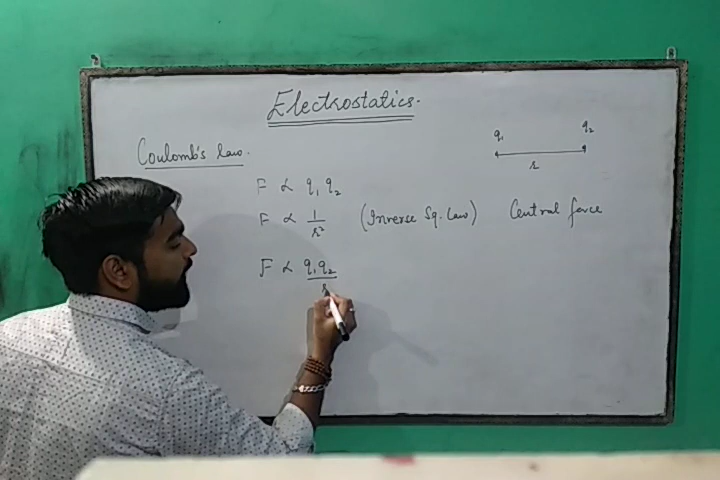 Electrostatics.
q₁ q₂
r
Coulomb's law.
F ∝ q₁ q₂
F ∝ 1/r² (Inverse Sq. Law) Central force
F ∝ q₁q₂/r